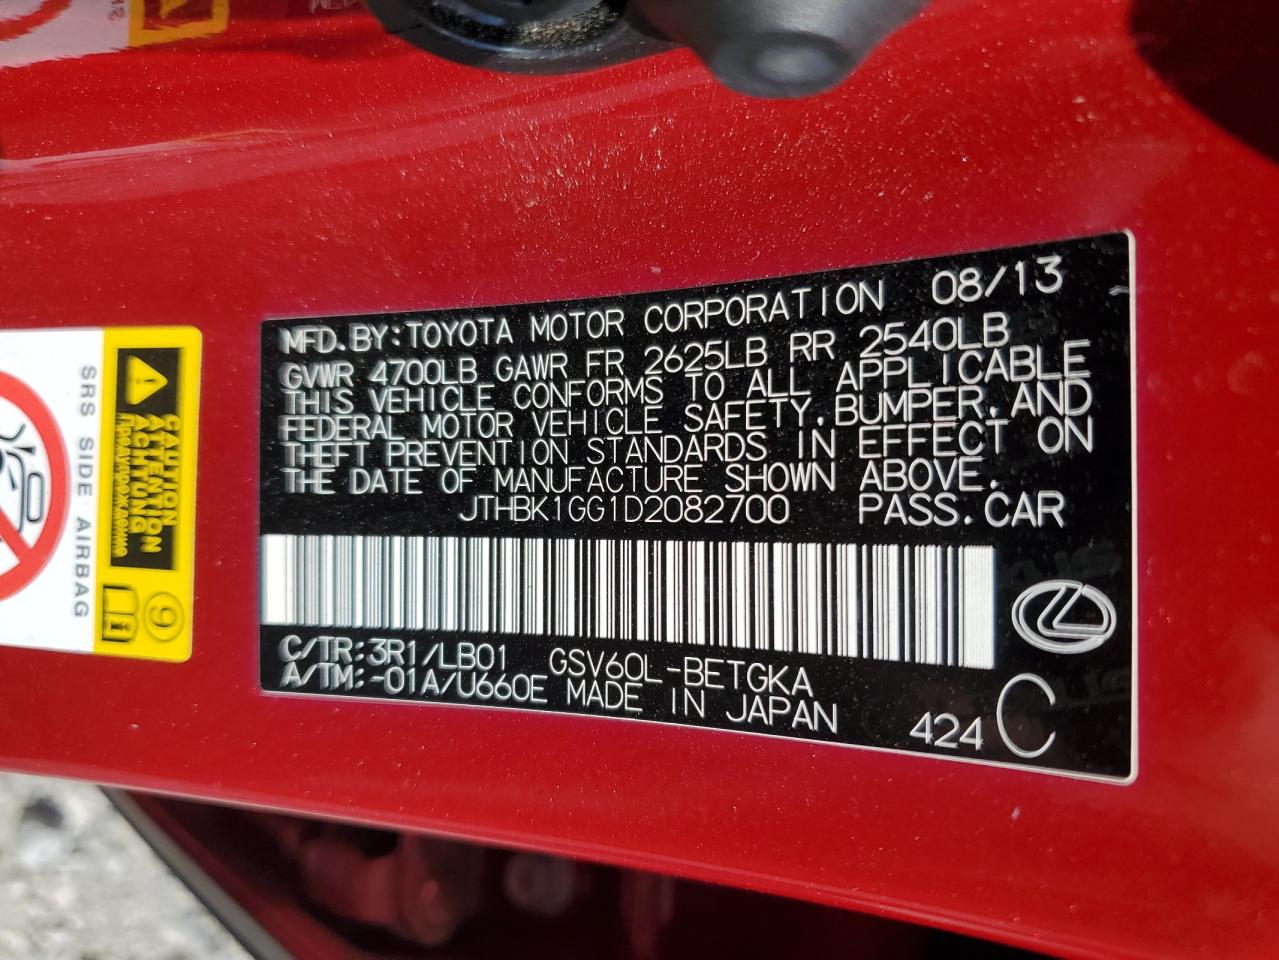 MFD. BY: TOYOTA MOTOR CORPORATION 08/13
GVWR 4700LB GAWR FR 2625LB RR 2540LB
THIS VEHICLE CONFORMS TO ALL APPLICABLE
FEDERAL MOTOR VEHICLE SAFETY, BUMPER, AND
THEFT PREVENTION STANDARDS IN EFFECT ON
THE DATE OF MANUFACTURE SHOWN ABOVE.
JTHBK1GG1D2082700 PASS. CAR
C/TR: 3R1/LB01 GSV60L-BETGKA
A/TM: -01A/U660E MADE IN JAPAN
424 C
CAUTION
ATTENTION
ACHTUNG
SRS SIDE AIRBAG
9